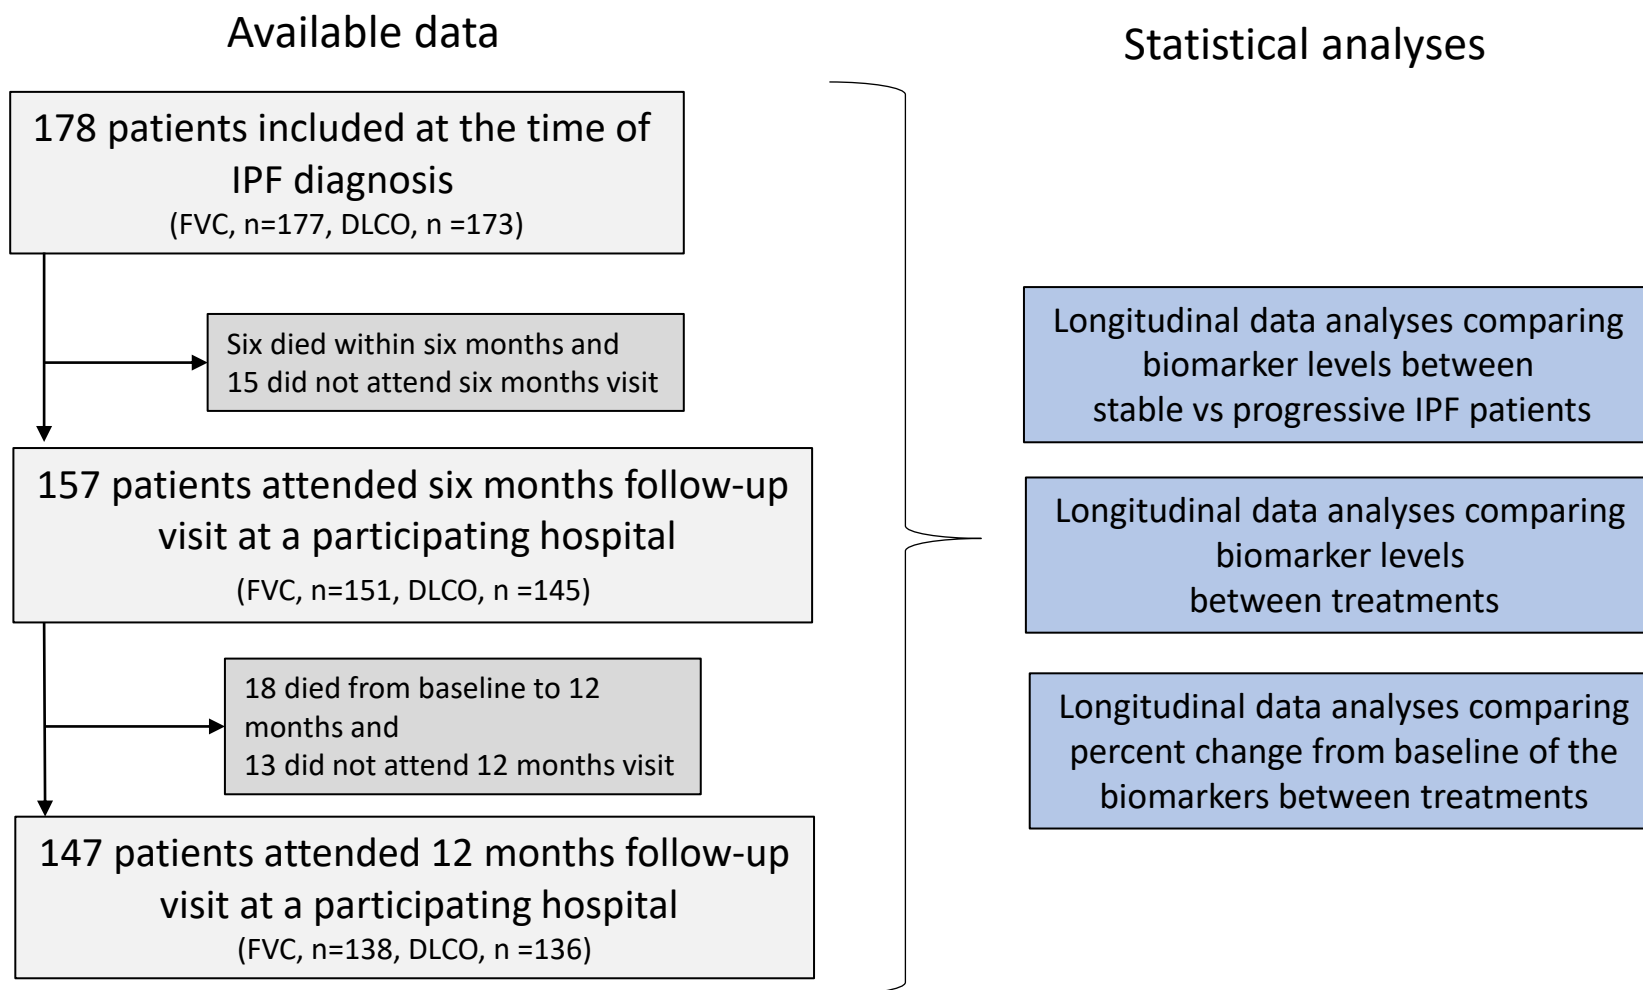 Available data
178 patients included at the time of
IPF diagnosis
(FVC, n=177, DLCO, n =173)
Six died within six months and
15 did not attend six months visit
157 patients attended six months follow-up
visit at a participating hospital
(FVC, n=151, DLCO, n =145)
18 died from baseline to 12
months and
13 did not attend 12 months visit
147 patients attended 12 months follow-up
visit at a participating hospital
(FVC, n=138, DLCO, n =136)
Statistical analyses
Longitudinal data analyses comparing
biomarker levels between
stable vs progressive IPF patients
Longitudinal data analyses comparing
biomarker levels
between treatments
Longitudinal data analyses comparing
percent change from baseline of the
biomarkers between treatments